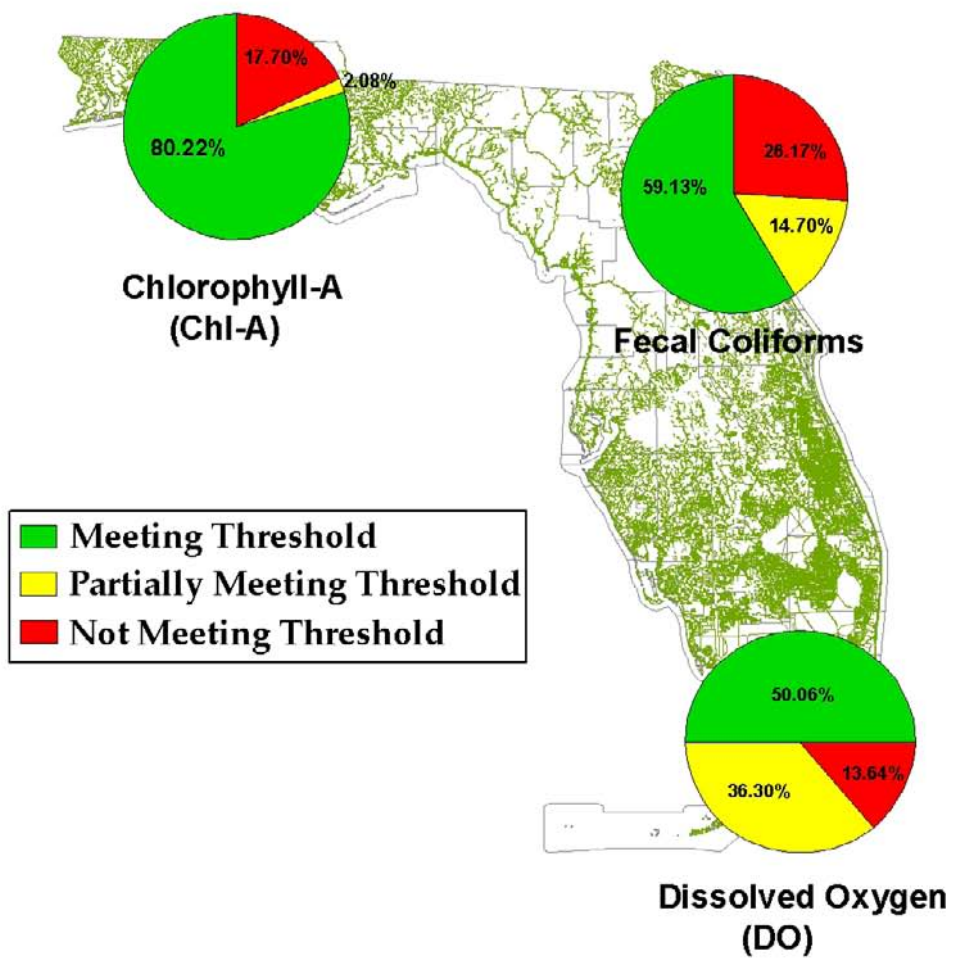 17.70%
2.08%
80.22%
Chlorophyll-A
(Chl-A)
26.17%
59.13%
14.70%
Fecal Coliforms
Meeting Threshold
Partially Meeting Threshold
Not Meeting Threshold
50.06%
13.64%
36.30%
Dissolved Oxygen
(DO)